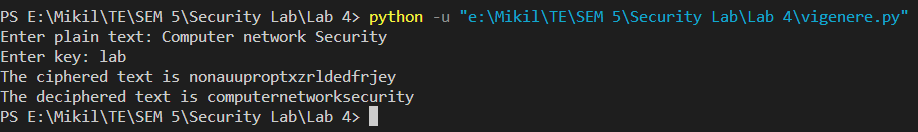 PS E:\Mikil\TE\SEM 5\Security Lab\Lab 4> python -u "e:\Mikil\TE\SEM 5\Security Lab\Lab 4\vigenere.py"
Enter plain text: Computer network Security
Enter key: lab
The ciphered text is nonauuproptxzrldedfrjey
The deciphered text is computernetworksecurity
PS E:\Mikil\TE\SEM 5\Security Lab\Lab 4>